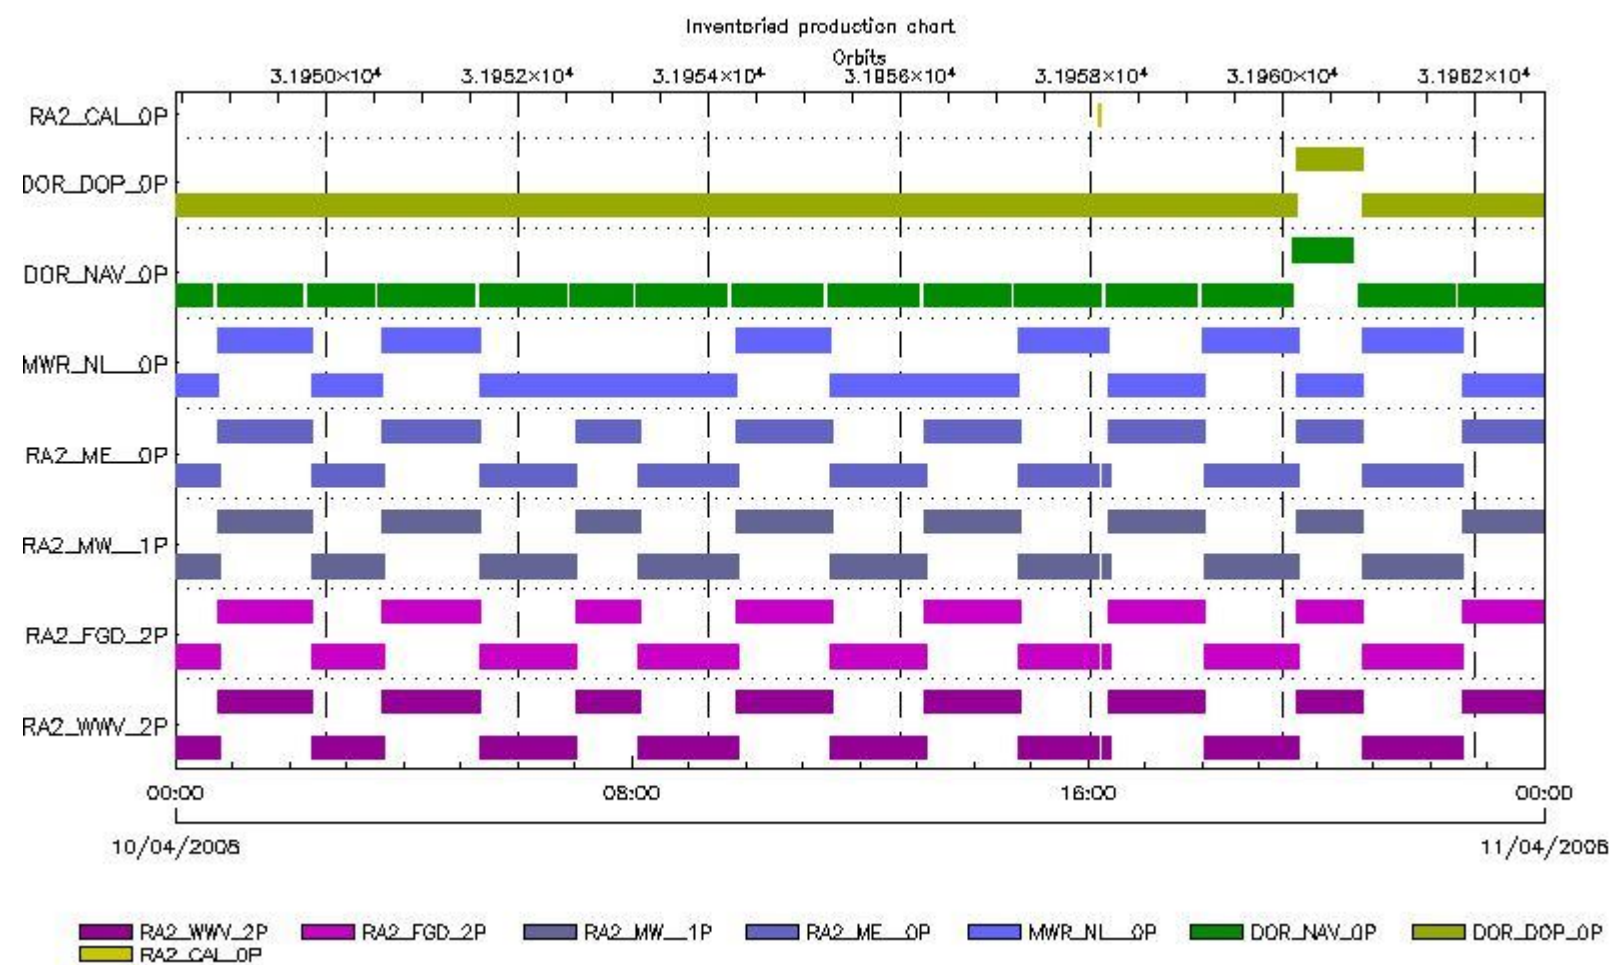 Inventoried production chart
Orbits
3.1950×10⁴ 3.1952×10⁴ 3.1954×10⁴ 3.1956×10⁴ 3.1958×10⁴ 3.1960×10⁴ 3.1962×10⁴
RA2_CAL_0P
DOR_DOP_0P
DOR_NAV_0P
MWR_NL__0P
RA2_ME__0P
RA2_MW__1P
RA2_FGD_2P
RA2_WWV_2P
00:00 08:00 16:00 00:00
10/04/2008 11/04/2008
RA2_WWV_2P RA2_FGD_2P RA2_MW__1P RA2_ME__0P MWR_NL__0P DOR_NAV_0P DOR_DOP_0P
RA2_CAL_0P